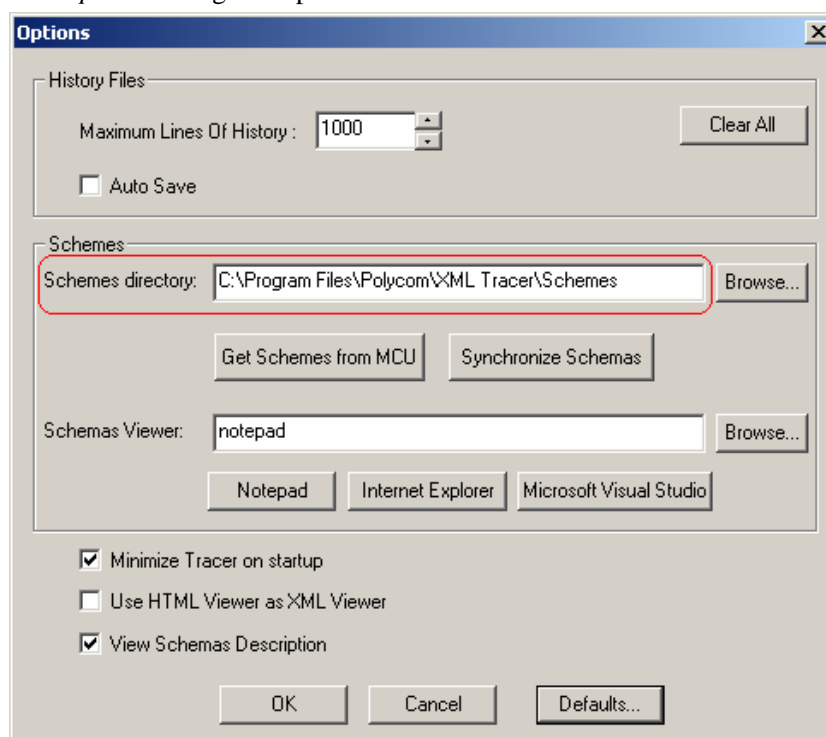 Options
History Files
Maximum Lines Of History : 1000 Clear All
Auto Save
Schemes
Schemes directory: C:\Program Files\Polycom\XML Tracer\Schemes Browse...
Get Schemes from MCU Synchronize Schemas
Schemas Viewer: notepad Browse...
Notepad Internet Explorer Microsoft Visual Studio
Minimize Tracer on startup
Use HTML Viewer as XML Viewer
View Schemas Description
OK Cancel Defaults...